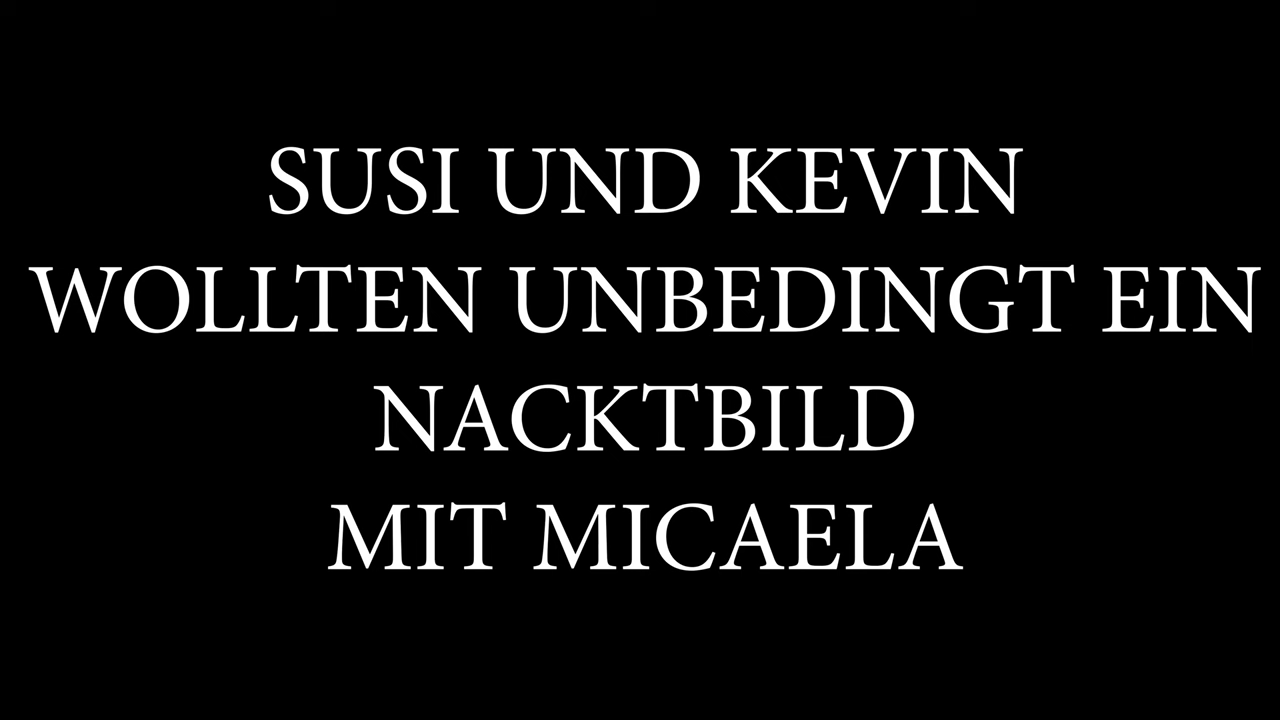 SUSI UND KEVIN
WOLLTEN UNBEDINGT EIN
NACKTBILD
MIT MICAELA